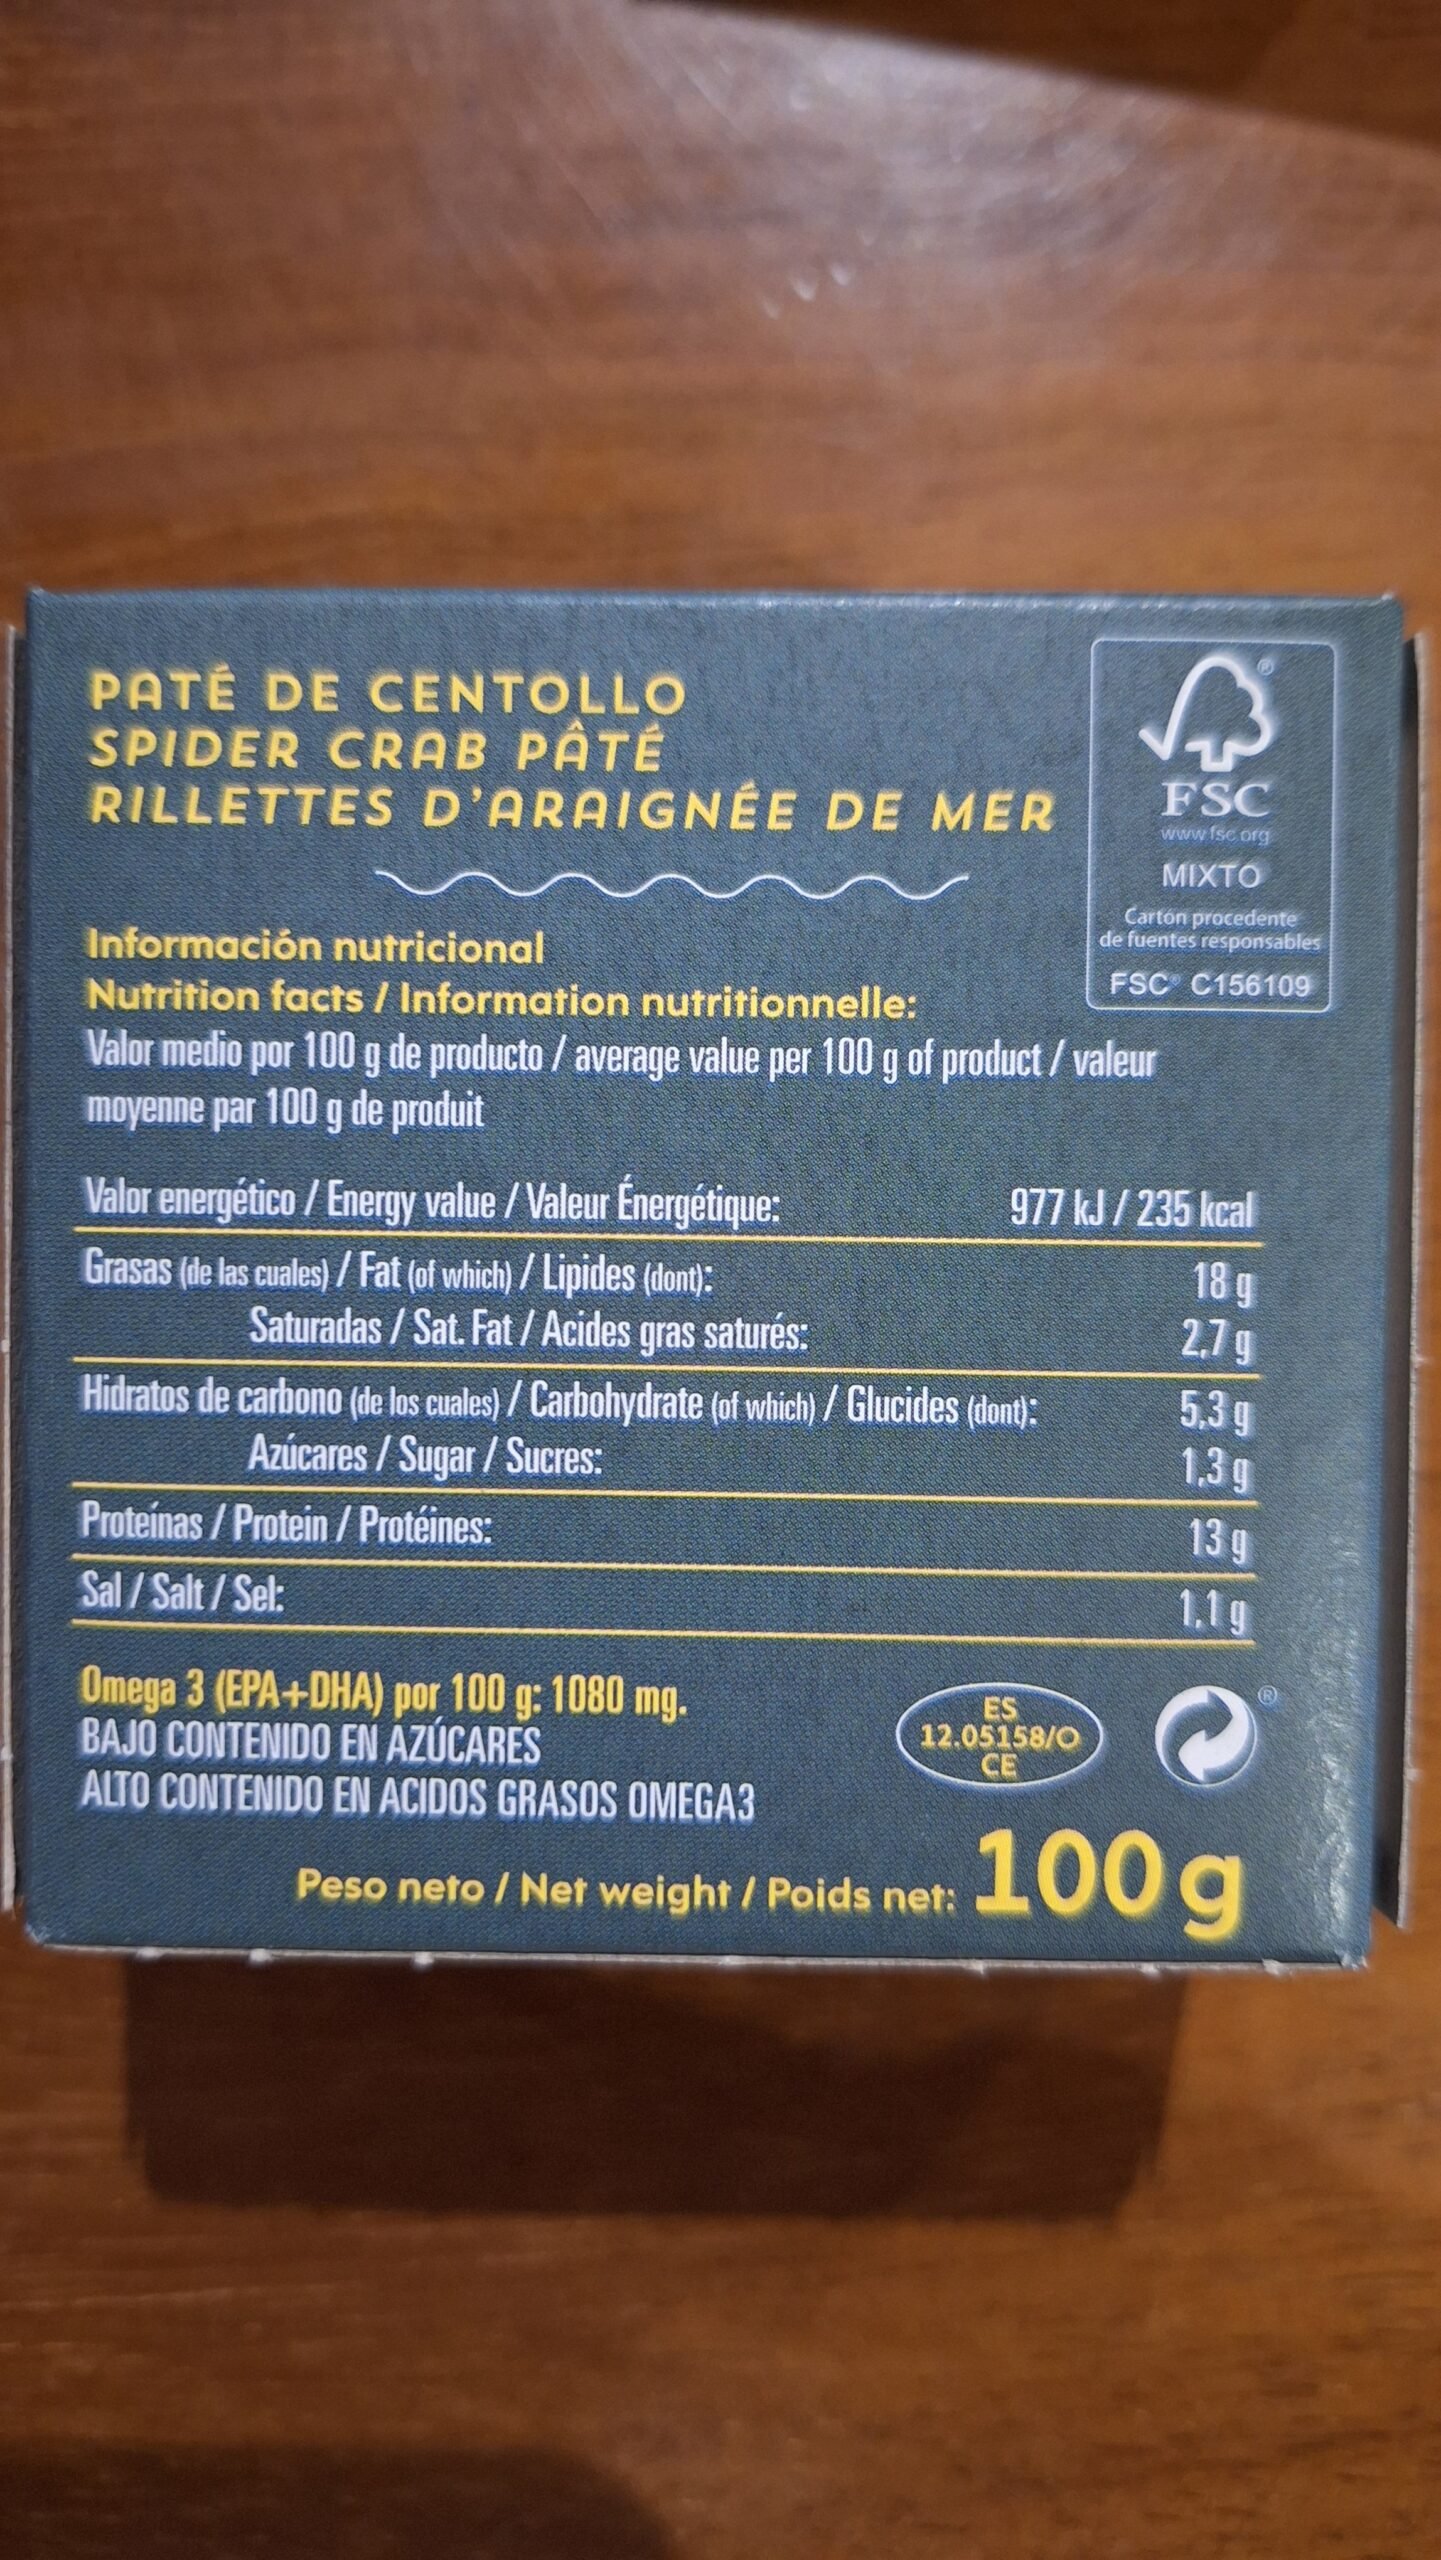 PATÉ DE CENTOLLO
SPIDER CRAB PÂTÉ
RILLETTES D'ARAIGNÉE DE MER
®
FSC
www.fsc.org
MIXTO
Cartón procedente
de fuentes responsables
FSC® C156109
Información nutricional
Nutrition facts / Information nutritionnelle:
Valor medio por 100 g de producto / average value per 100 g of product / valeur
moyenne par 100 g de produit
Valor energético / Energy value / Valeur Énergétique: 977 kJ / 235 kcal
Grasas (de las cuales) / Fat (of which) / Lipides (dont): 18 g
Saturadas / Sat. Fat / Acides gras saturés: 2,7 g
Hidratos de carbono (de los cuales) / Carbohydrate (of which) / Glucides (dont): 5,3 g
Azúcares / Sugar / Sucres: 1,3 g
Proteínas / Protein / Protéines: 13 g
Sal / Salt / Sel: 1,1 g
Omega 3 (EPA+DHA) por 100 g: 1080 mg.
BAJO CONTENIDO EN AZÚCARES
ALTO CONTENIDO EN ACIDOS GRASOS OMEGA3
ES
12.05158/O
CE
®
Peso neto / Net weight / Poids net: 100 g